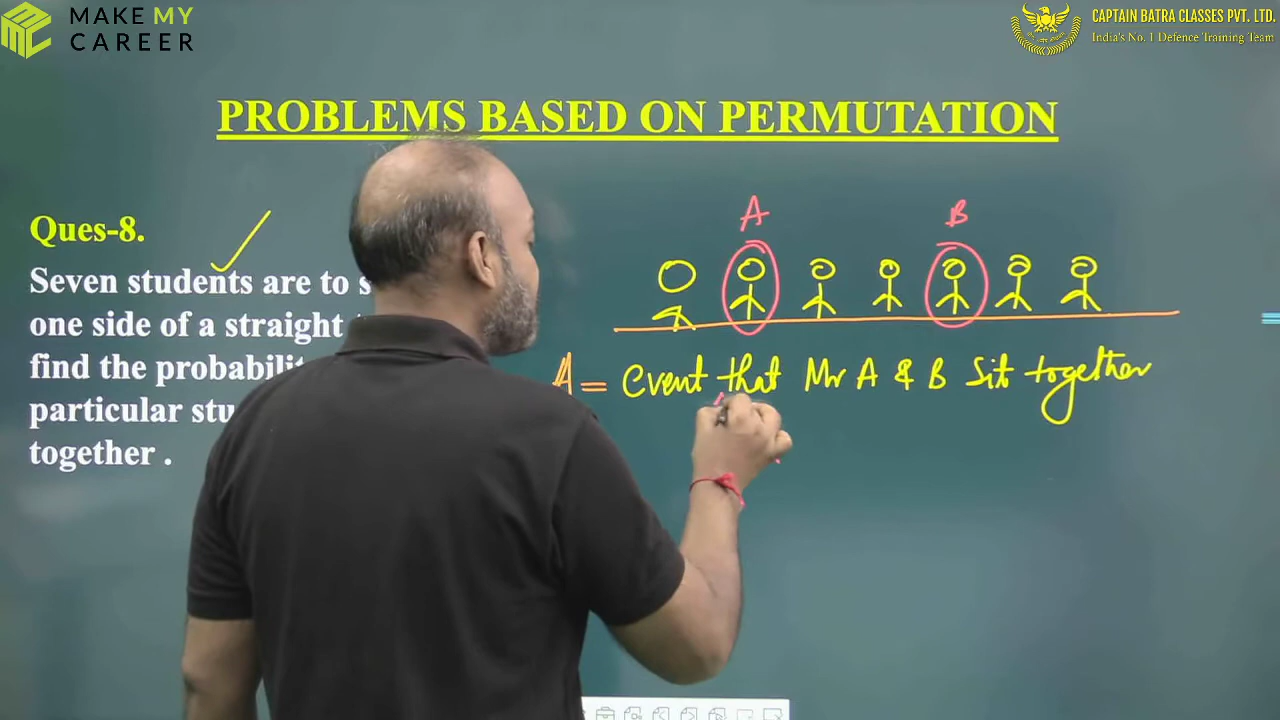 MAKE MY
CAREER
CAPTAIN BATRA CLASSES PVT. LTD.
India's No. 1 Defence Training Team
PROBLEMS BASED ON PERMUTATION
Ques-8.
Seven students are to s
one side of a straight
find the probabilit
particular stu
together .
A
B
A = event that Mr A & B Sit together